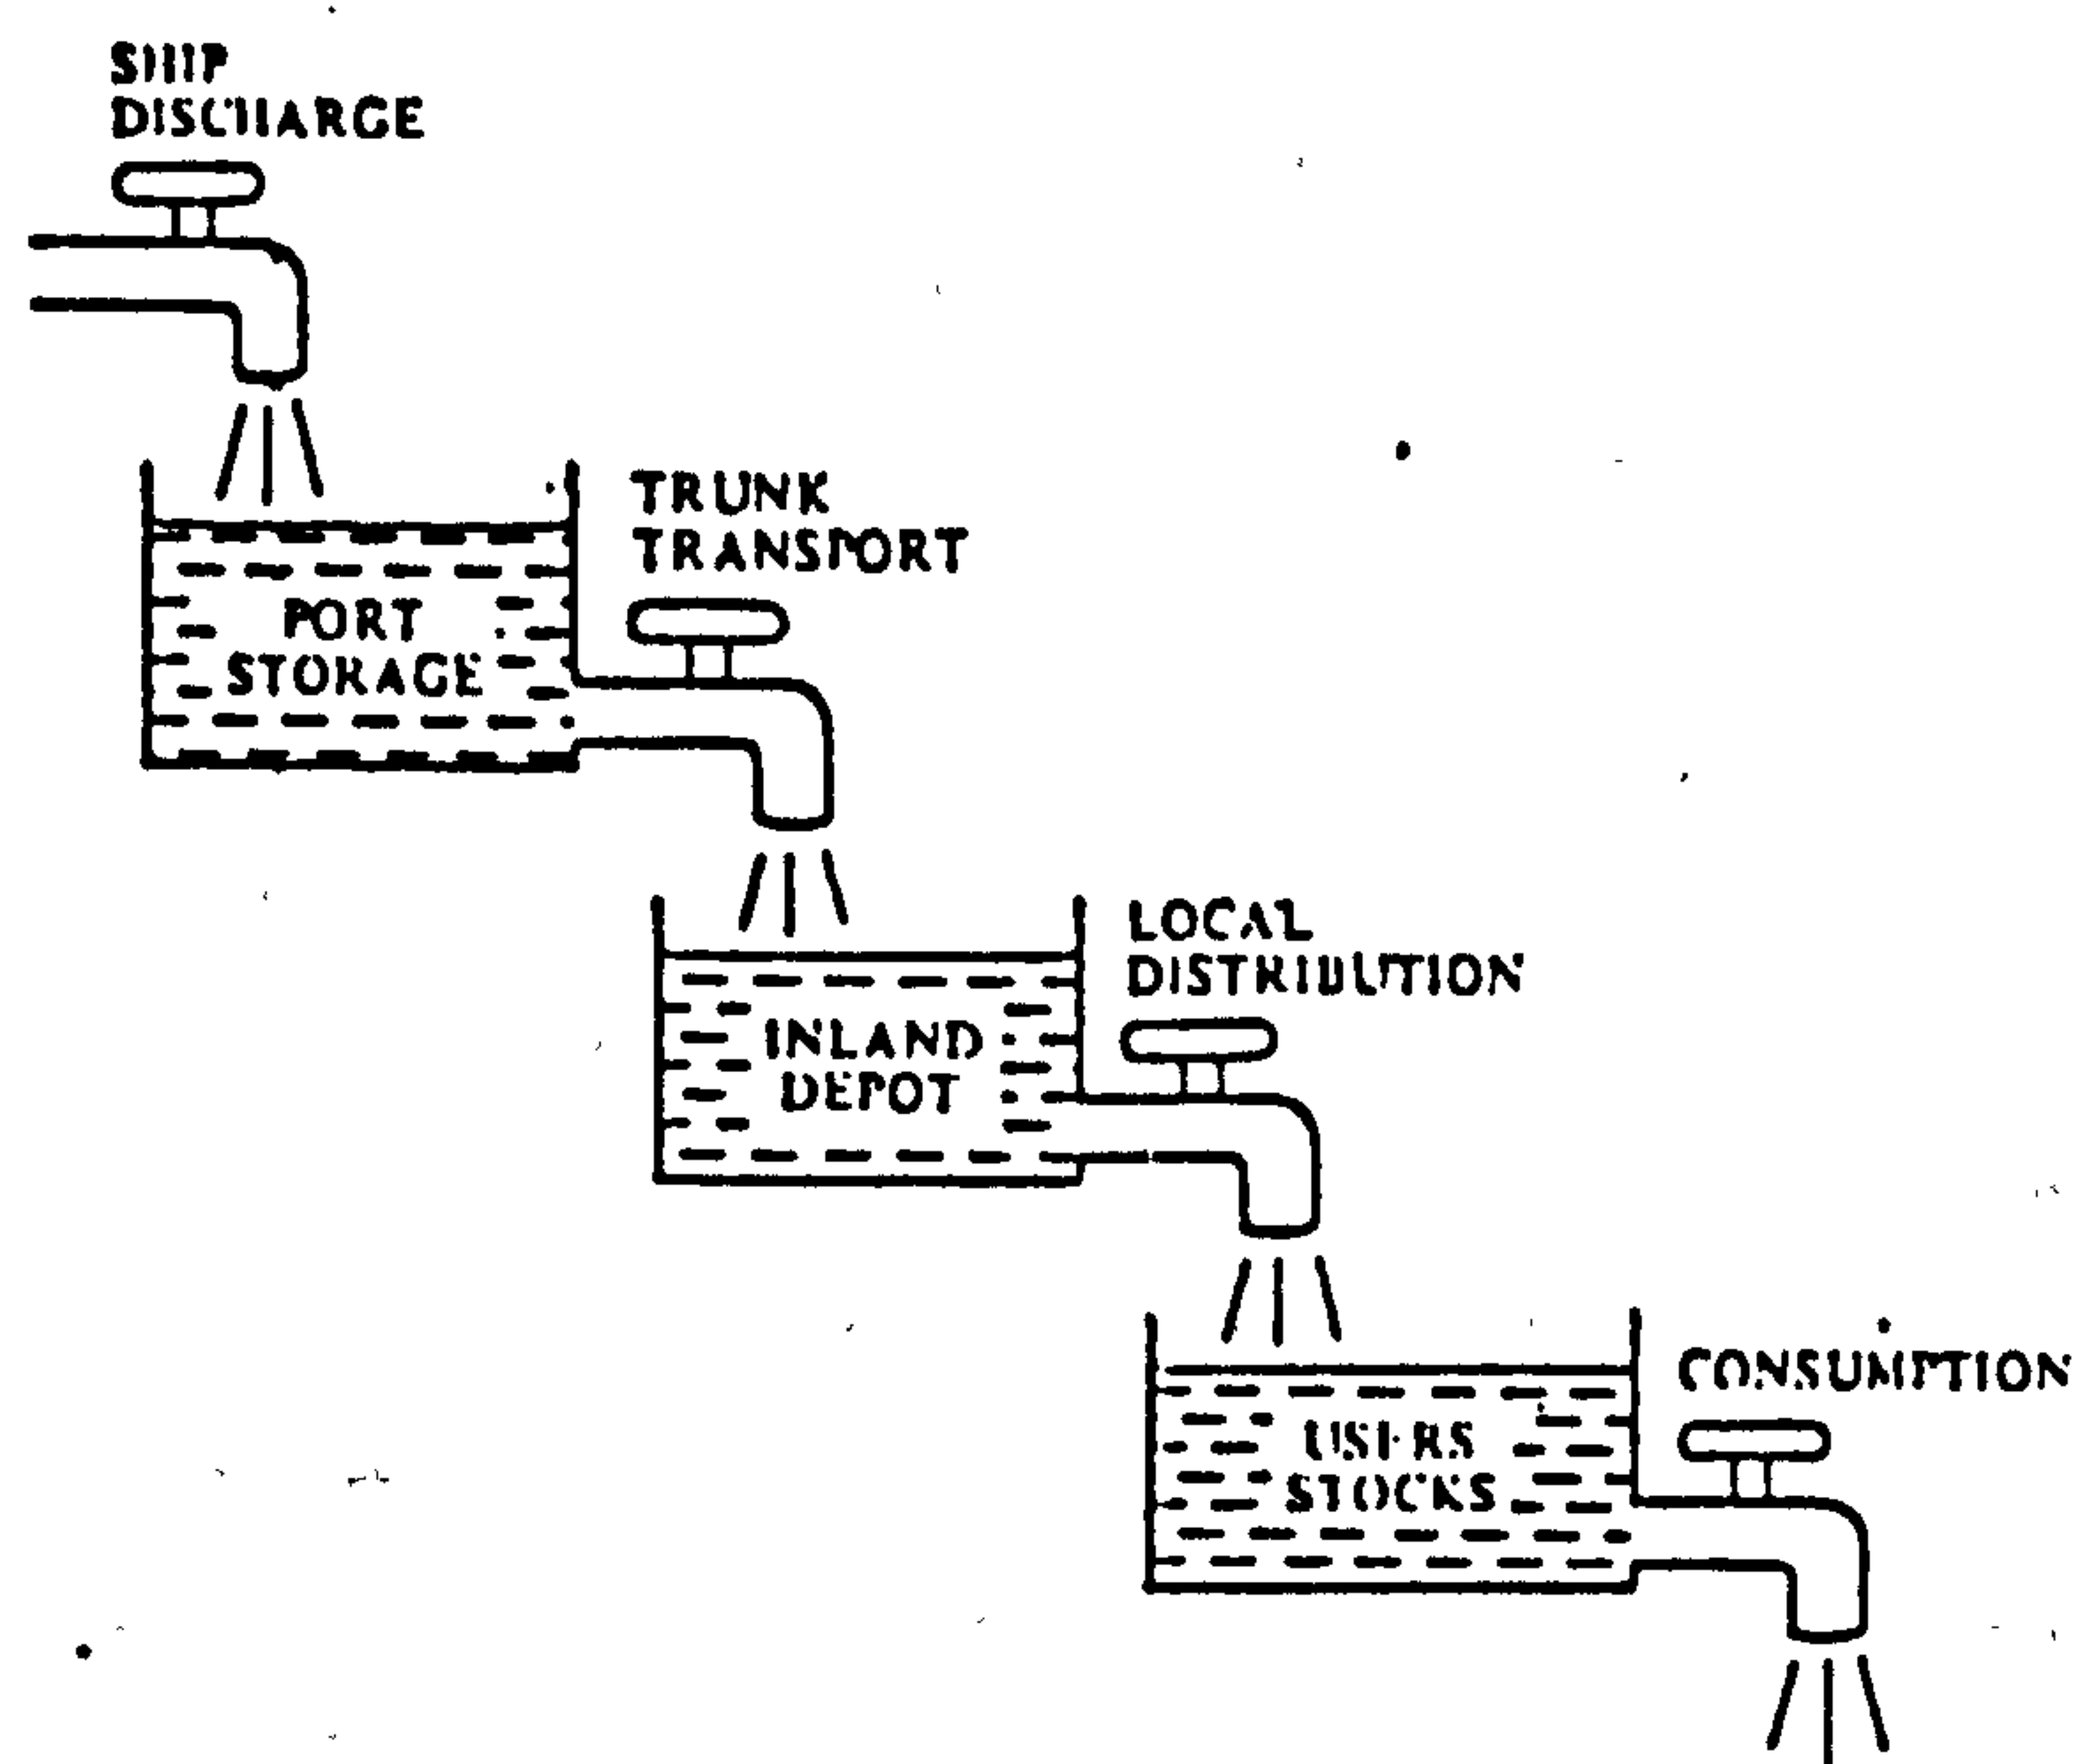 SHIP
DISCHARGE
TRUNK
TRANSPORT
PORT
STORAGE
LOCAL
DISTRIBUTION
INLAND
DEPOT
CONSUMPTION
USERS
STOCKS